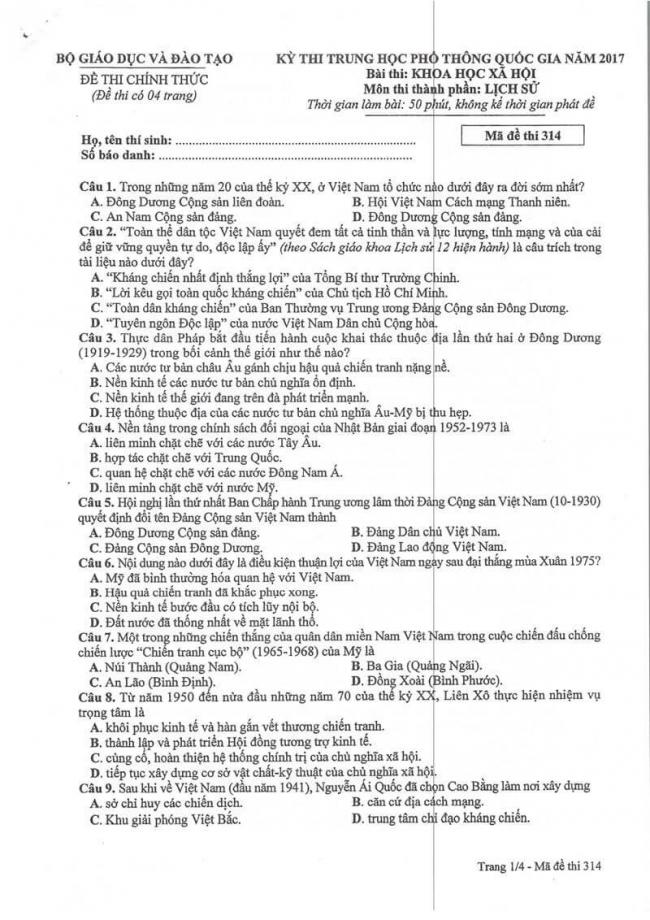 BỘ GIÁO DỤC VÀ ĐÀO TẠO
ĐỀ THI CHÍNH THỨC
(Đề thi có 04 trang)
KỲ THI TRUNG HỌC PHỔ THÔNG QUỐC GIA NĂM 2017
Bài thi: KHOA HỌC XÃ HỘI
Môn thi thành phần: LỊCH SỬ
Thời gian làm bài: 50 phút, không kể thời gian phát đề
Họ, tên thí sinh: ................................................................
Số báo danh: ....................................................................
Mã đề thi 314
Câu 1. Trong những năm 20 của thế kỷ XX, ở Việt Nam tổ chức nào dưới đây ra đời sớm nhất?
A. Đông Dương Cộng sản liên đoàn. B. Hội Việt Nam Cách mạng Thanh niên.
C. An Nam Cộng sản đảng. D. Đông Dương Cộng sản đảng.
Câu 2. “Toàn thể dân tộc Việt Nam quyết đem tất cả tinh thần và lực lượng, tính mạng và của cải
để giữ vững quyền tự do, độc lập ấy” (theo Sách giáo khoa Lịch sử 12 hiện hành) là câu trích trong
tài liệu nào dưới đây?
A. “Kháng chiến nhất định thắng lợi” của Tổng Bí thư Trường Chinh.
B. “Lời kêu gọi toàn quốc kháng chiến” của Chủ tịch Hồ Chí Minh.
C. “Toàn dân kháng chiến” của Ban Thường vụ Trung ương Đảng Cộng sản Đông Dương.
D. “Tuyên ngôn Độc lập” của nước Việt Nam Dân chủ Cộng hòa.
Câu 3. Thực dân Pháp bắt đầu tiến hành cuộc khai thác thuộc địa lần thứ hai ở Đông Dương
(1919-1929) trong bối cảnh thế giới như thế nào?
A. Các nước tư bản châu Âu gánh chịu hậu quả chiến tranh nặng nề.
B. Nền kinh tế các nước tư bản chủ nghĩa ổn định.
C. Nền kinh tế thế giới đang trên đà phát triển mạnh.
D. Hệ thống thuộc địa của các nước tư bản chủ nghĩa Âu-Mỹ bị thu hẹp.
Câu 4. Nền tảng trong chính sách đối ngoại của Nhật Bản giai đoạn 1952-1973 là
A. liên minh chặt chẽ với các nước Tây Âu.
B. hợp tác chặt chẽ với Trung Quốc.
C. quan hệ chặt chẽ với các nước Đông Nam Á.
D. liên minh chặt chẽ với nước Mỹ.
Câu 5. Hội nghị lần thứ nhất Ban Chấp hành Trung ương lâm thời Đảng Cộng sản Việt Nam (10-1930)
quyết định đổi tên Đảng Cộng sản Việt Nam thành
A. Đông Dương Cộng sản đảng. B. Đảng Dân chủ Việt Nam.
C. Đảng Cộng sản Đông Dương. D. Đảng Lao động Việt Nam.
Câu 6. Nội dung nào dưới đây là điều kiện thuận lợi của Việt Nam ngay sau đại thắng mùa Xuân 1975?
A. Mỹ đã bình thường hóa quan hệ với Việt Nam.
B. Hậu quả chiến tranh đã khắc phục xong.
C. Nền kinh tế bước đầu có tích lũy nội bộ.
D. Đất nước đã thống nhất về mặt lãnh thổ.
Câu 7. Một trong những chiến thắng của quân dân miền Nam Việt Nam trong cuộc chiến đấu chống
chiến lược “Chiến tranh cục bộ” (1965-1968) của Mỹ là
A. Núi Thành (Quảng Nam). B. Ba Gia (Quảng Ngãi).
C. An Lão (Bình Định). D. Đồng Xoài (Bình Phước).
Câu 8. Từ năm 1950 đến nửa đầu những năm 70 của thế kỷ XX, Liên Xô thực hiện nhiệm vụ
trọng tâm là
A. khôi phục kinh tế và hàn gắn vết thương chiến tranh.
B. thành lập và phát triển Hội đồng tương trợ kinh tế.
C. củng cố, hoàn thiện hệ thống chính trị của chủ nghĩa xã hội.
D. tiếp tục xây dựng cơ sở vật chất-kỹ thuật của chủ nghĩa xã hội.
Câu 9. Sau khi về Việt Nam (đầu năm 1941), Nguyễn Ái Quốc đã chọn Cao Bằng làm nơi xây dựng
A. sở chỉ huy các chiến dịch. B. căn cứ địa cách mạng.
C. Khu giải phóng Việt Bắc. D. trung tâm chỉ đạo kháng chiến.
Trang 1/4 - Mã đề thi 314